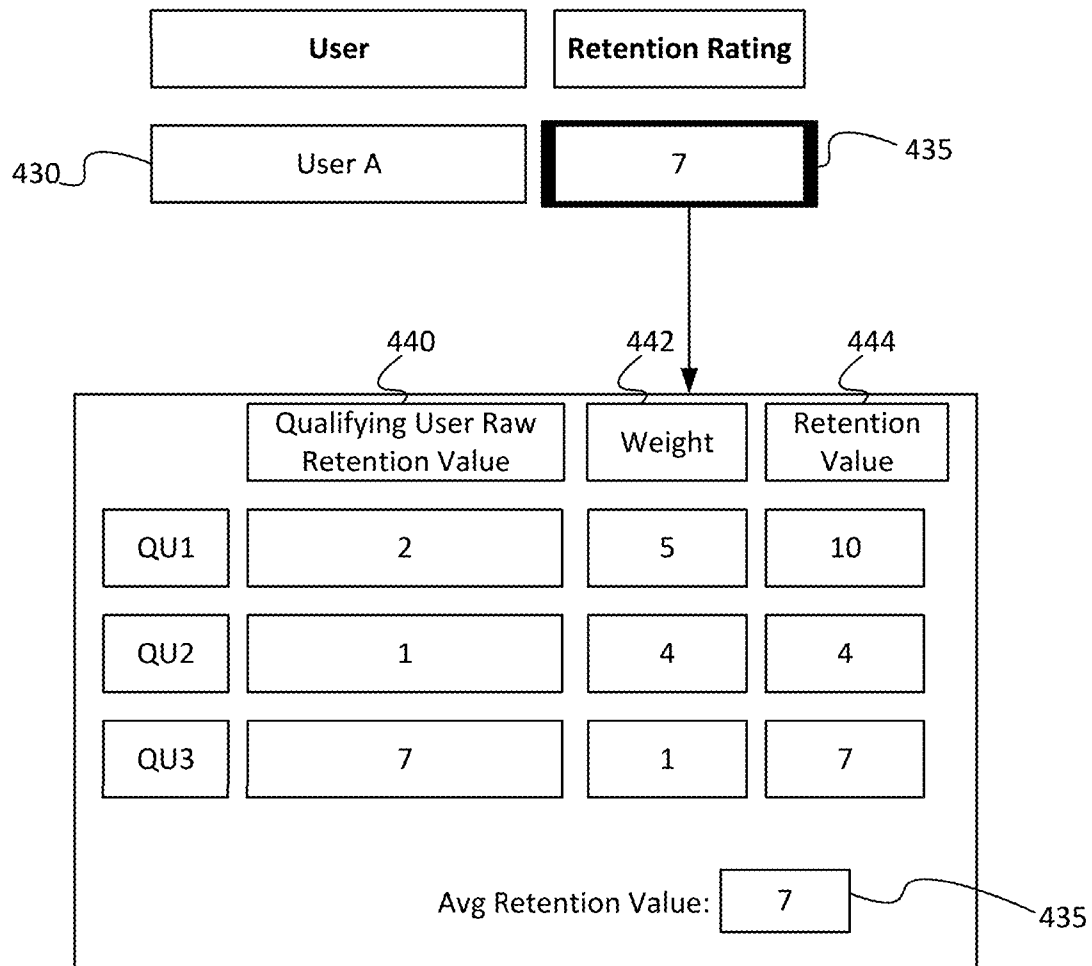 User
Retention Rating
430
User A
7
435
440
442
444
Qualifying User Raw
Retention Value
Weight
Retention
Value
QU1
2
5
10
QU2
1
4
4
QU3
7
1
7
Avg Retention Value:
7
435